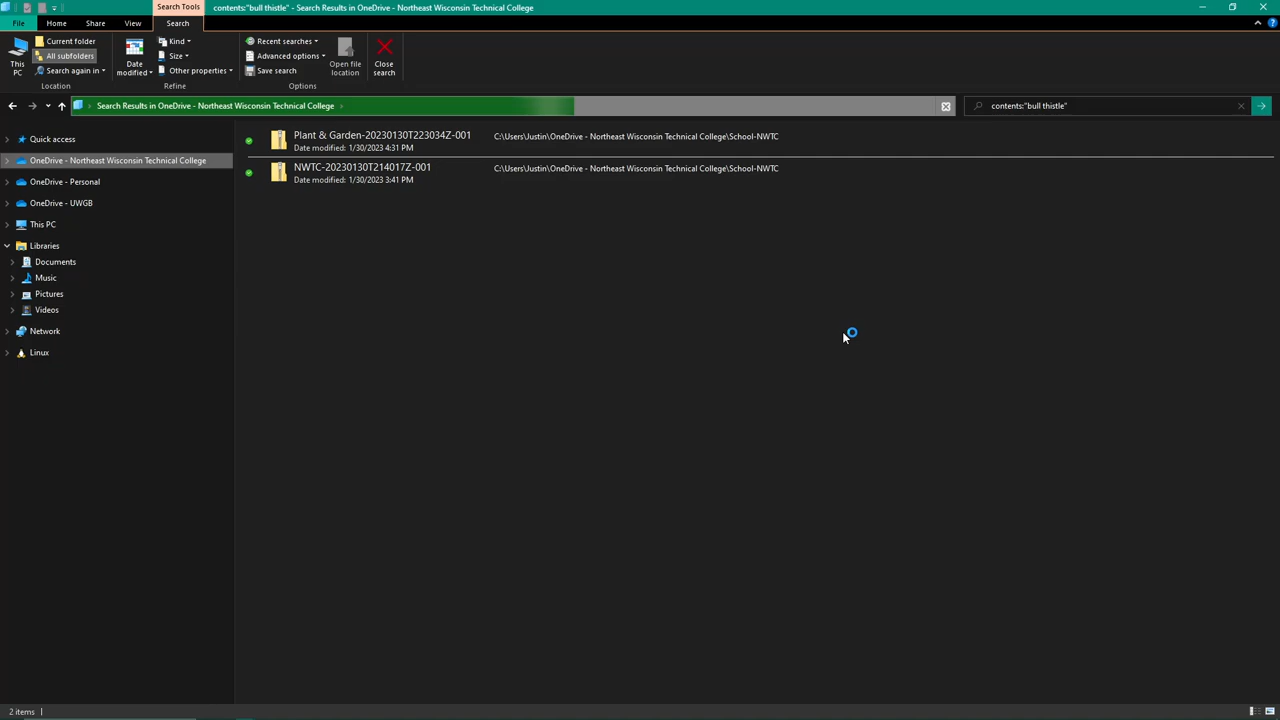 Search Tools
contents:"bull thistle" - Search Results in OneDrive - Northeast Wisconsin Technical College
File
Home
Share
View
Search
This PC
Current folder
All subfolders
Search again in
Location
Date modified
Kind
Size
Other properties
Refine
Recent searches
Advanced options
Save search
Open file location
Options
Close search
Search Results in OneDrive - Northeast Wisconsin Technical College
contents:"bull thistle"
Quick access
OneDrive - Northeast Wisconsin Technical College
OneDrive - Personal
OneDrive - UWGB
This PC
Libraries
Documents
Music
Pictures
Videos
Network
Linux
Plant & Garden-20230130T223034Z-001
C:\Users\Justin\OneDrive - Northeast Wisconsin Technical College\School-NWTC
Date modified: 1/30/2023 4:31 PM
NWTC-20230130T214017Z-001
C:\Users\Justin\OneDrive - Northeast Wisconsin Technical College\School-NWTC
Date modified: 1/30/2023 3:41 PM
2 items